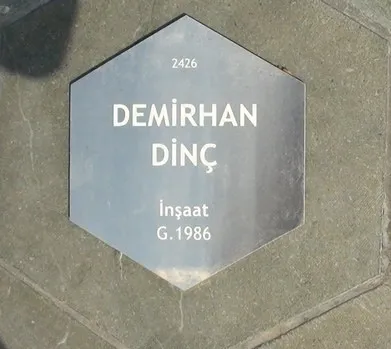 2426
DEMİRHAN
DİNÇ
İnşaat
G.1986